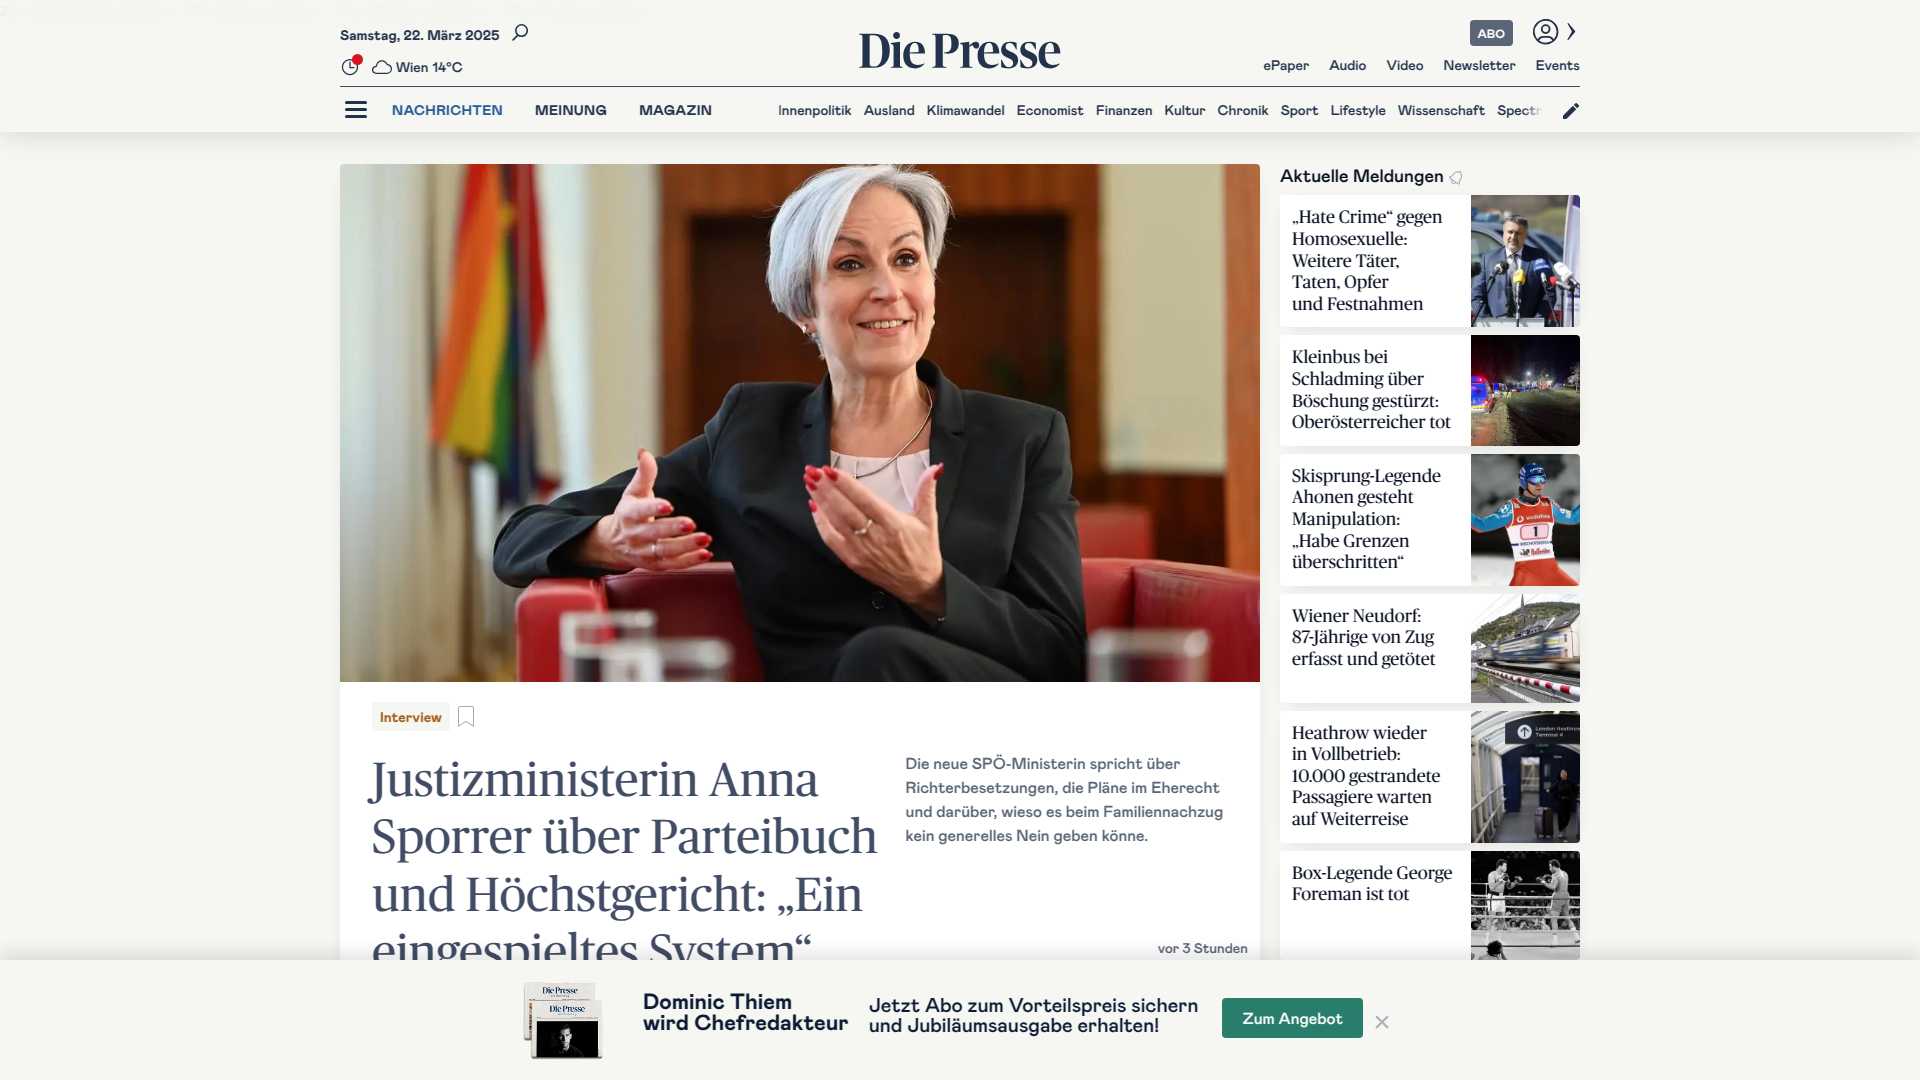 Samstag, 22. März 2025
Wien 14°C
Die Presse
ABO
ePaper Audio Video Newsletter Events
NACHRICHTEN MEINUNG MAGAZIN
Innenpolitik Ausland Klimawandel Economist Finanzen Kultur Chronik Sport Lifestyle Wissenschaft Spectr
Interview
Justizministerin Anna
Sporrer über Parteibuch
und Höchstgericht: „Ein
eingespieltes System“
Die neue SPÖ-Ministerin spricht über
Richterbesetzungen, die Pläne im Eherecht
und darüber, wieso es beim Familiennachzug
kein generelles Nein geben könne.
vor 3 Stunden
Aktuelle Meldungen
„Hate Crime“ gegen
Homosexuelle:
Weitere Täter,
Taten, Opfer
und Festnahmen
Kleinbus bei
Schladming über
Böschung gestürzt:
Oberösterreicher tot
Skisprung-Legende
Ahonen gesteht
Manipulation:
„Habe Grenzen
überschritten“
1
Wiener Neudorf:
87-Jährige von Zug
erfasst und getötet
Heathrow wieder
in Vollbetrieb:
10.000 gestrandete
Passagiere warten
auf Weiterreise
London Heathrow
Terminal 4
Box-Legende George
Foreman ist tot
Die Presse
Die Presse
Dominic Thiem
wird Chefredakteur
Jetzt Abo zum Vorteilspreis sichern
und Jubiläumsausgabe erhalten!
Zum Angebot